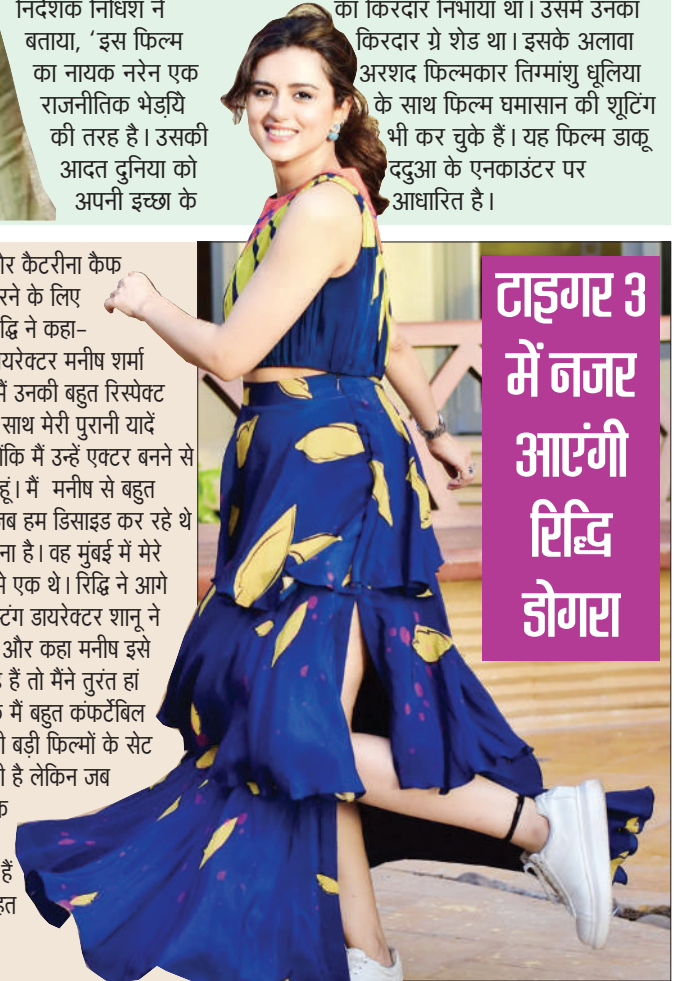 निर्देशक निधिश ने
बताया, ‘इस फिल्म
का नायक नरेन एक
राजनीतिक भेड़िये
की तरह है। उसकी
आदत दुनिया को
अपनी इच्छा के
का किरदार निभाया था। उसमें उनका
किरदार ग्रे शेड था। इसके अलावा
अरशद फिल्मकार तिग्मांशु धूलिया
के साथ फिल्म घमासान की शूटिंग
भी कर चुके हैं। यह फिल्म डाकू
ददुआ के एनकाउंटर पर
आधारित है।
टाइगर 3
में नजर
आएंगी
रिद्धि
डोगरा
कैटरीना कैफ
रने के लिए
द्धि ने कहा-
यरेक्टर मनीष शर्मा
मैं उनकी बहुत रिस्पेक्ट
साथ मेरी पुरानी यादें
मैं उन्हें एक्टर बनने से
हूं। मैं मनीष से बहुत
जब हम डिसाइड कर रहे थे
ना है। वह मुंबई में मेरे
से एक थे। रिद्धि ने आगे
स्टिंग डायरेक्टर शानू ने
और कहा मनीष इसे
हैं तो मैंने तुरंत हां
मैं बहुत कंफर्टेबिल
बड़ी फिल्मों के सेट
है लेकिन जब
हैं